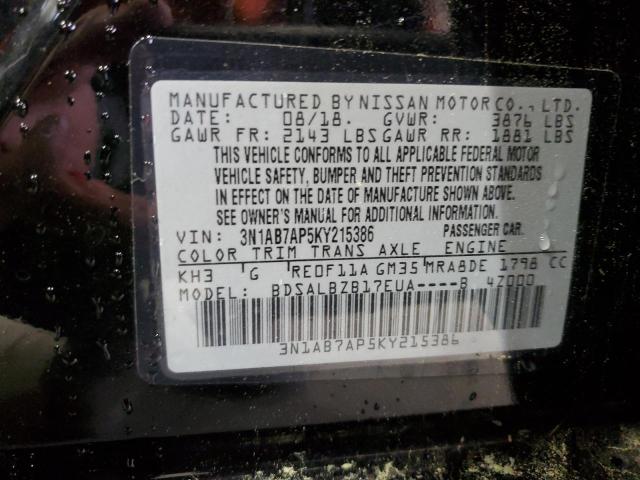 MANUFACTURED BY NISSAN MOTOR CO., LTD.
DATE: 08/18. GVWR: 3876 LBS
GAWR FR: 2143 LBS GAWR RR: 1881 LBS
THIS VEHICLE CONFORMS TO ALL APPLICABLE FEDERAL MOTOR
VEHICLE SAFETY, BUMPER AND THEFT PREVENTION STANDARDS
IN EFFECT ON THE DATE OF MANUFACTURE SHOWN ABOVE.
SEE OWNER'S MANUAL FOR ADDITIONAL INFORMATION.
VIN: 3N1AB7AP5KY215386 PASSENGER CAR.
COLOR TRIM TRANS AXLE ENGINE
KH3 G RE0F11A GM35 MRA8DE 1798 CC
MODEL: BDSALBZB17EUA----B 4Z000
3N1AB7AP5KY215386